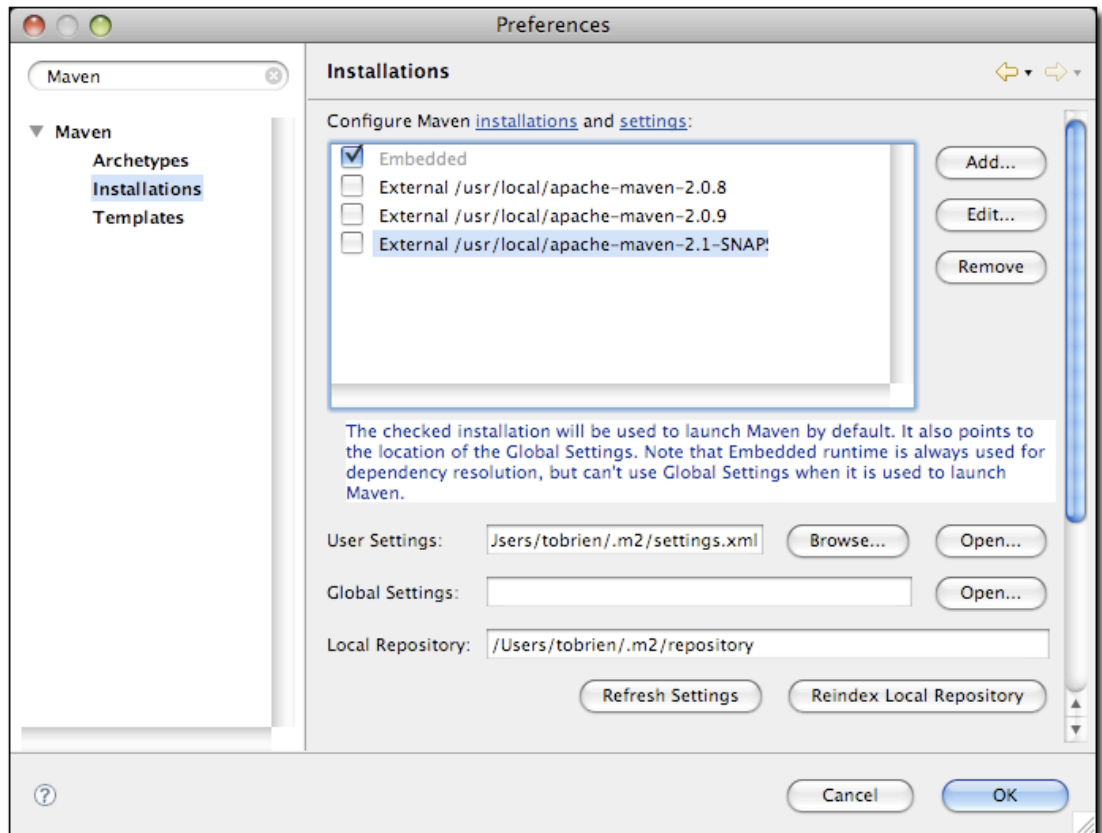 Preferences
Maven
Maven
Archetypes
Installations
Templates
Installations
Configure Maven installations and settings:
Embedded
External /usr/local/apache-maven-2.0.8
External /usr/local/apache-maven-2.0.9
External /usr/local/apache-maven-2.1-SNAPS
Add...
Edit...
Remove
The checked installation will be used to launch Maven by default. It also points to
the location of the Global Settings. Note that Embedded runtime is always used for
dependency resolution, but can't use Global Settings when it is used to launch
Maven.
User Settings: Jsers/tobrien/.m2/settings.xml Browse... Open...
Global Settings: Open...
Local Repository: /Users/tobrien/.m2/repository
Refresh Settings Reindex Local Repository
? Cancel OK